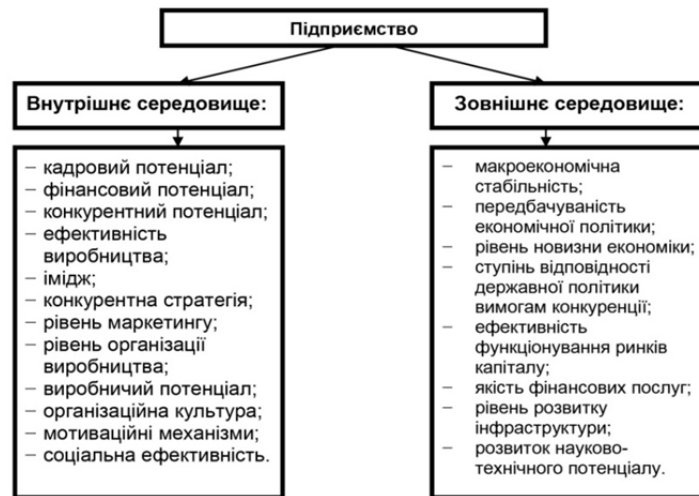 Підприємство
Внутрішнє середовище:
– кадровий потенціал;
– фінансовий потенціал;
– конкурентний потенціал;
– ефективність
виробництва;
– імідж;
– конкурентна стратегія;
– рівень маркетингу;
– рівень організації
виробництва;
– виробничий потенціал;
– організаційна культура;
– мотиваційні механізми;
– соціальна ефективність.
Зовнішнє середовище:
– макроекономічна
стабільність;
– передбачуваність
економічної політики;
– рівень новизни економіки;
– ступінь відповідності
державної політики
вимогам конкуренції;
– ефективність
функціонування ринків
капіталу;
– якість фінансових послуг;
– рівень розвитку
інфраструктури;
– розвиток науково-
технічного потенціалу.